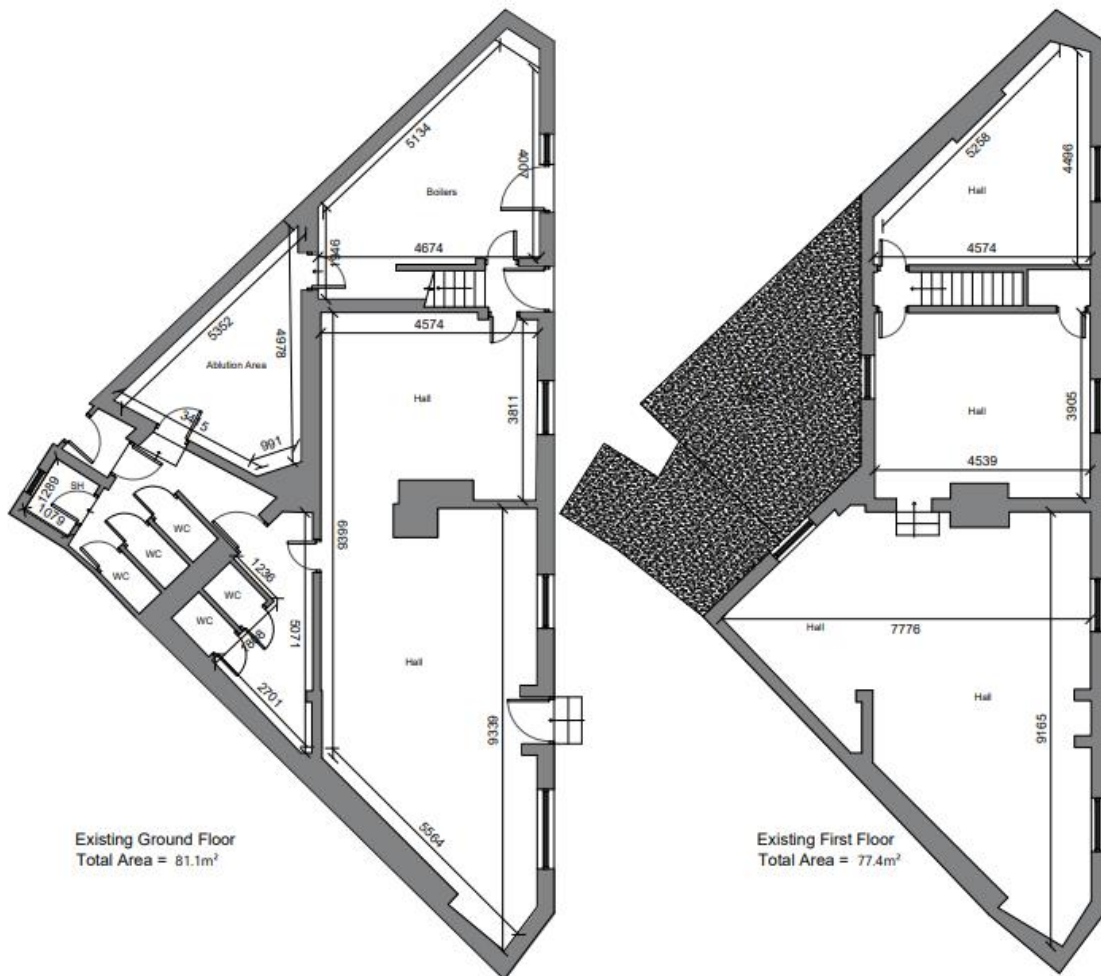 5134
4007
Boilers
1946
4674
5352
4978
Ablution Area
4574
Hall
3811
991
SH
1289
1079
WC
WC
WC
9399
1236
WC
WC
5071
2701
Hall
9339
5564
Existing Ground Floor
Total Area = 81.1m²
5258
4496
Hall
4574
Hall
3905
4539
Hall
7776
Hall
9165
Existing First Floor
Total Area = 77.4m²